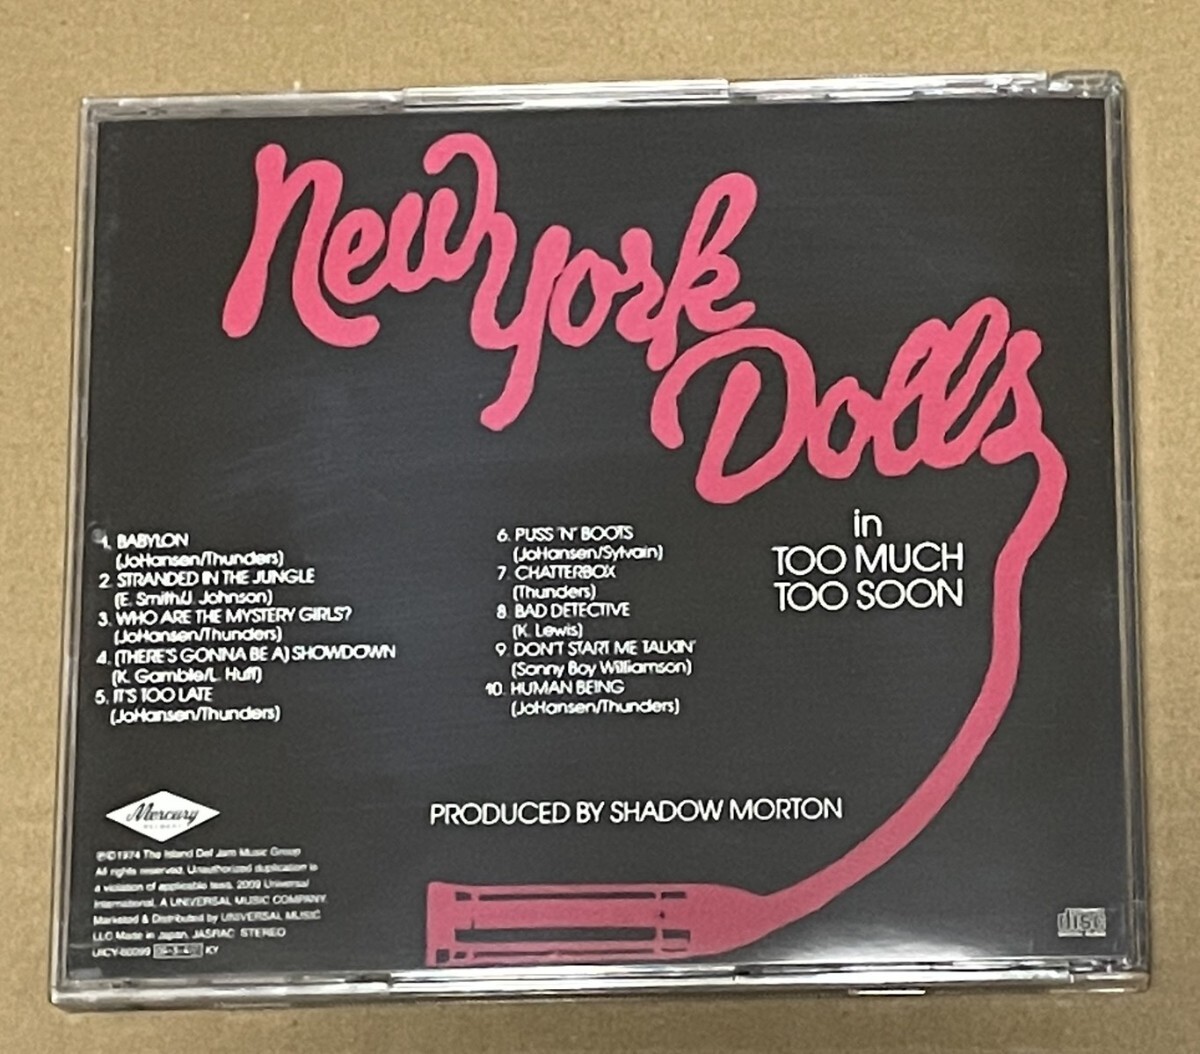 New York
Dolls
in
TOO MUCH
TOO SOON
1. BABYLON
(JoHansen/Thunders)
2. STRANDED IN THE JUNGLE
(E. Smith/J. Johnson)
3. WHO ARE THE MYSTERY GIRLS?
(JoHansen/Thunders)
4. (THERE'S GONNA BE A) SHOWDOWN
(K. Gamble/L. Huff)
5. IT'S TOO LATE
(JoHansen/Thunders)
6. PUSS 'N' BOOTS
(JoHansen/Sylvain)
7. CHATTERBOX
(Thunders)
8. BAD DETECTIVE
(K. Lewis)
9. DON'T START ME TALKIN'
(Sonny Boy Williamson)
10. HUMAN BEING
(JoHansen/Thunders)
PRODUCED BY SHADOW MORTON
Mercury
RECORDS
℗©1974 The Island Def Jam Music Group
All rights reserved. Unauthorized duplication is
a violation of applicable laws. 2009 Universal
International. A UNIVERSAL MUSIC COMPANY.
Marketed & Distributed by UNIVERSAL MUSIC
LLC Made in Japan. JASRAC STEREO
UICY-60099 KY
disc